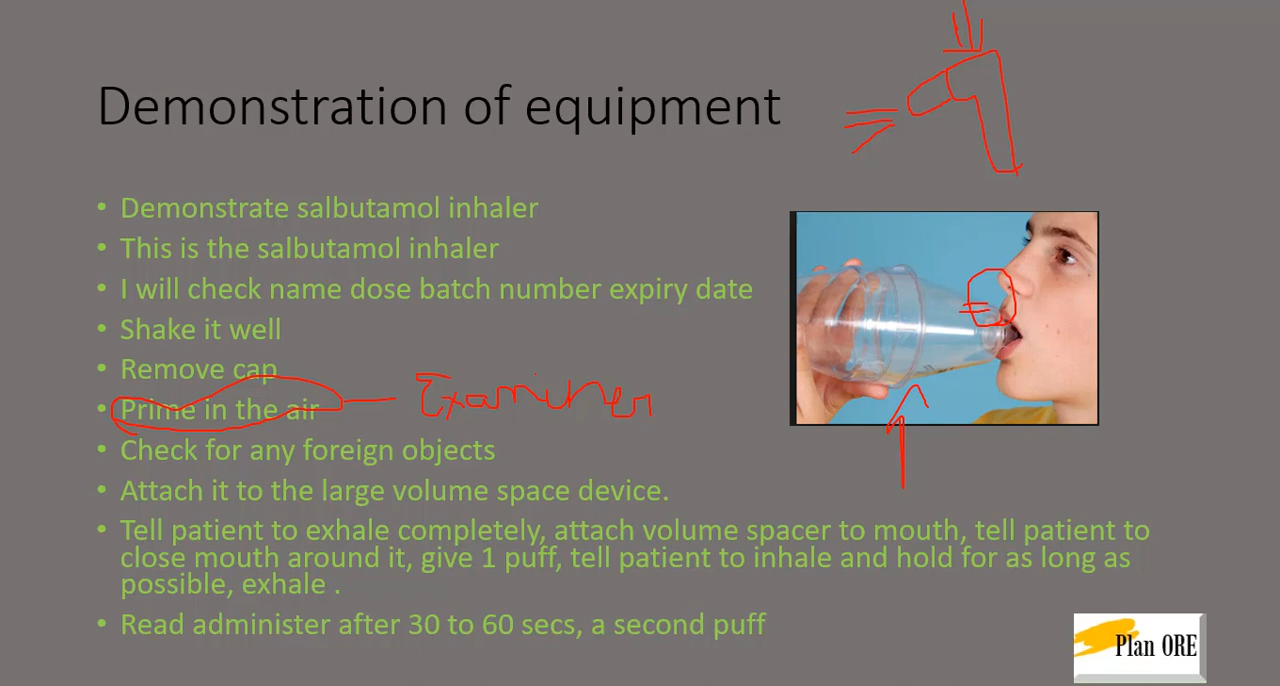 Demonstration of equipment
• Demonstrate salbutamol inhaler
• This is the salbutamol inhaler
• I will check name dose batch number expiry date
• Shake it well
• Remove cap
• Prime in the air
Examiner
• Check for any foreign objects
• Attach it to the large volume space device.
• Tell patient to exhale completely, attach volume spacer to mouth, tell patient to
close mouth around it, give 1 puff, tell patient to inhale and hold for as long as
possible, exhale .
• Read administer after 30 to 60 secs, a second puff
Plan ORE